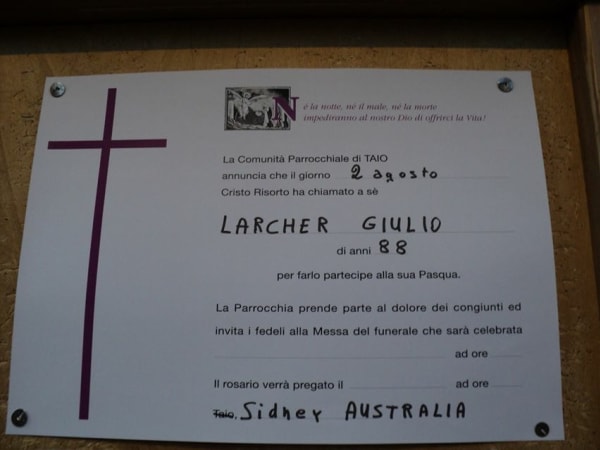 Né la notte, né il male, né la morte
impediranno al nostro Dio di offrirci la Vita!
La Comunità Parrocchiale di TAIO
annuncia che il giorno 2 agosto
Cristo Risorto ha chiamato a sè
LARCHER GIULIO
di anni 88
per farlo partecipe alla sua Pasqua.
La Parrocchia prende parte al dolore dei congiunti ed
invita i fedeli alla Messa del funerale che sarà celebrata
ad ore
Il rosario verrà pregato il ad ore
Taio, Sidney AUSTRALIA